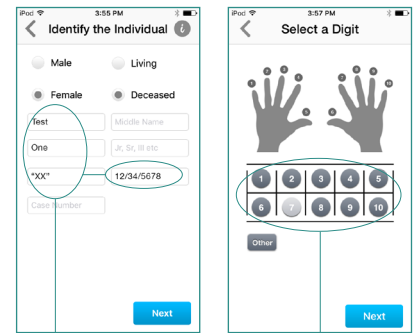 iPod 3:55 PM
Identify the Individual i
Male Living
Female Deceased
Test Middle Name
One Jr, Sr, III etc
"XX" 12/34/5678
Case Number
Next
iPod 3:57 PM
Select a Digit
1 2 3 4 5
6 7 8 9 10
Other
Next